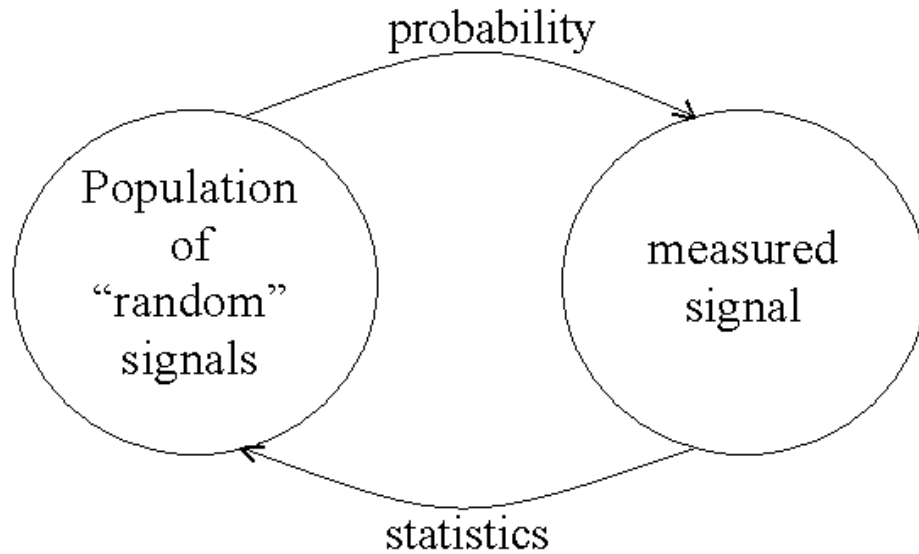 probability
Population
of
“random”
signals
measured
signal
statistics